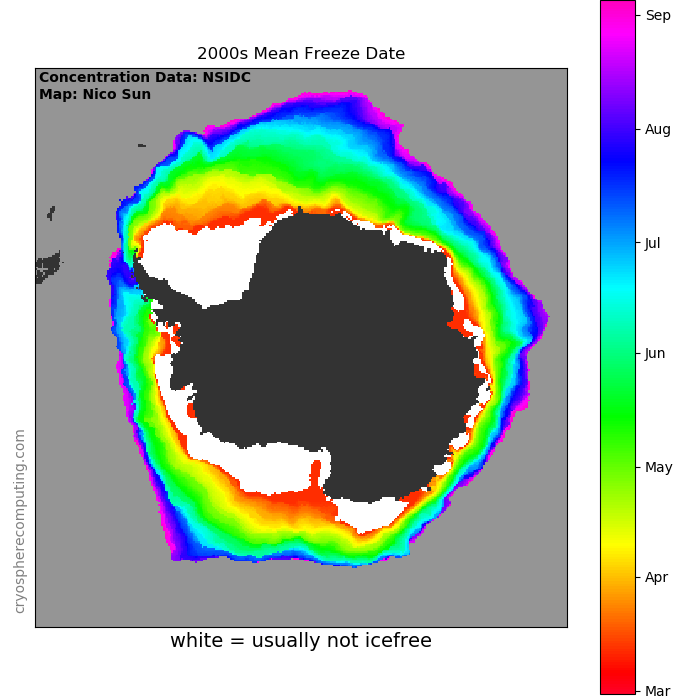 2000s Mean Freeze Date
Concentration Data: NSIDC
Map: Nico Sun
Sep
Aug
Jul
Jun
May
Apr
Mar
cryospherecomputing.com
white = usually not icefree